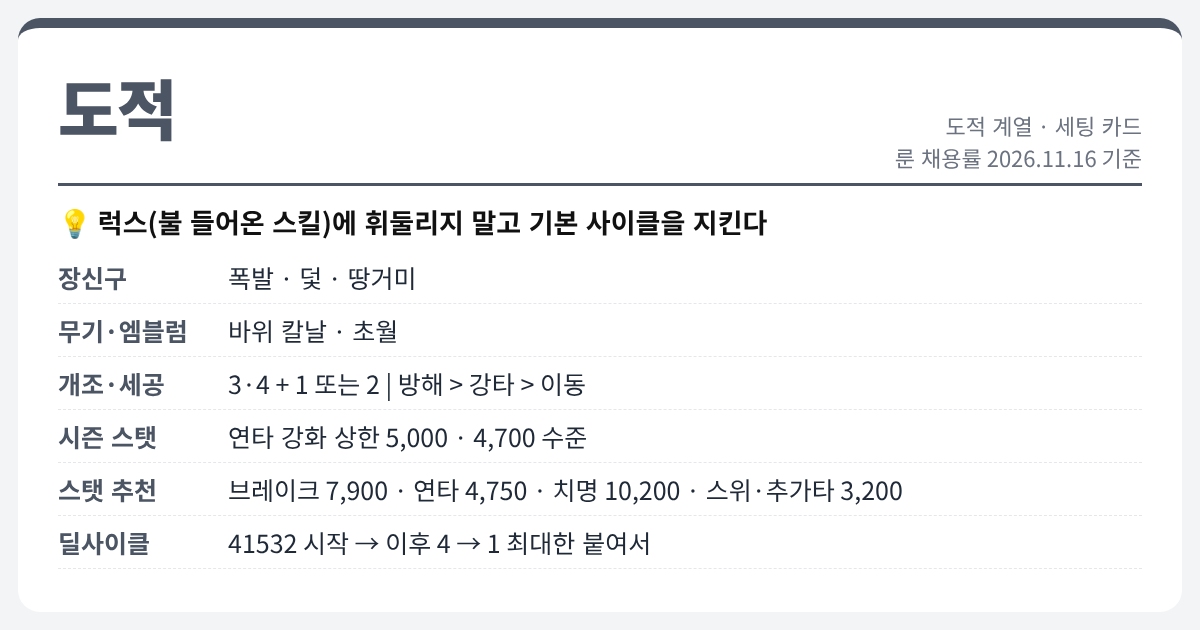 도적
도적 계열 · 세팅 카드
룬 채용률 2026.11.16 기준
💡 럭스(불 들어온 스킬)에 휘둘리지 말고 기본 사이클을 지킨다
장신구 폭발 · 덫 · 땅거미
무기·엠블럼 바위 칼날 · 초월
개조·세공 3·4 + 1 또는 2 | 방해 > 강타 > 이동
시즌 스탯 연타 강화 상한 5,000 · 4,700 수준
스탯 추천 브레이크 7,900 · 연타 4,750 · 치명 10,200 · 스위·추가타 3,200
딜사이클 41532 시작 → 이후 4 → 1 최대한 붙여서